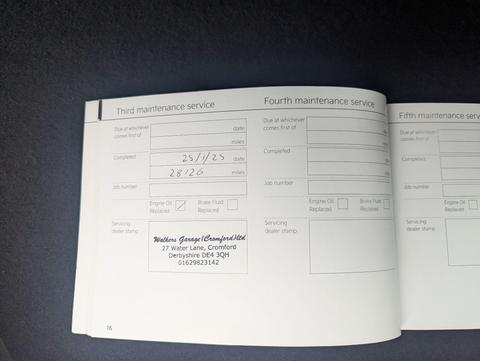 Third maintenance service
Due at whichever comes first of
date
miles
Completed
25/1/23 date
28126 miles
Job number
Engine Oil Replaced
Brake Fluid Replaced
Servicing dealer stamp
Walkers Garage (Cromford) ltd
27 Water Lane, Cromford
Derbyshire DE4 3QH
01629823142
16
Fourth maintenance service
Due at whichever comes first of
miles
Completed
miles
Job number
Engine Oil Replaced
Brake Fluid Replaced
Servicing dealer stamp
Fifth maintenance serv
Due at whichever comes first of
Completed
Job number
Engine Oil Replaced
Servicing dealer stamp